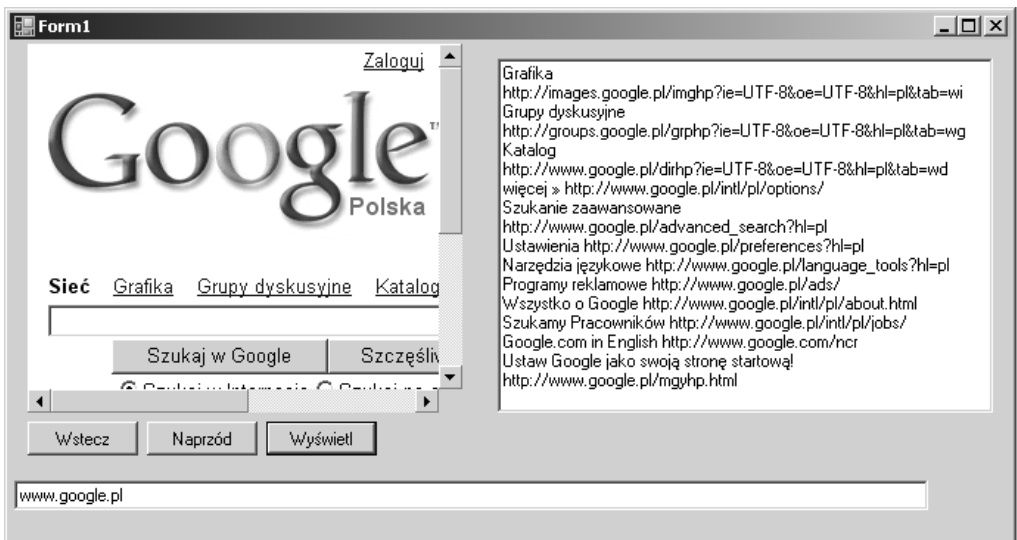 Form1
Zaloguj
Google™
Polska
Sieć Grafika Grupy dyskusyjne Katalog
Szukaj w Google Szczęśliw
Szukaj w Internecie Szukaj na
Grafika
http://images.google.pl/imghp?ie=UTF-8&oe=UTF-8&hl=pl&tab=wi
Grupy dyskusyjne
http://groups.google.pl/grphp?ie=UTF-8&oe=UTF-8&hl=pl&tab=wg
Katalog
http://www.google.pl/dirhp?ie=UTF-8&oe=UTF-8&hl=pl&tab=wd
więcej » http://www.google.pl/intl/pl/options/
Szukanie zaawansowane
http://www.google.pl/advanced_search?hl=pl
Ustawienia http://www.google.pl/preferences?hl=pl
Narzędzia językowe http://www.google.pl/language_tools?hl=pl
Programy reklamowe http://www.google.pl/ads/
Wszystko o Google http://www.google.pl/intl/pl/about.html
Szukamy Pracowników http://www.google.pl/intl/pl/jobs/
Google.com in English http://www.google.com/ncr
Ustaw Google jako swoją stronę startową!
http://www.google.pl/mgyhp.html
Wstecz Naprzód Wyświetl
www.google.pl